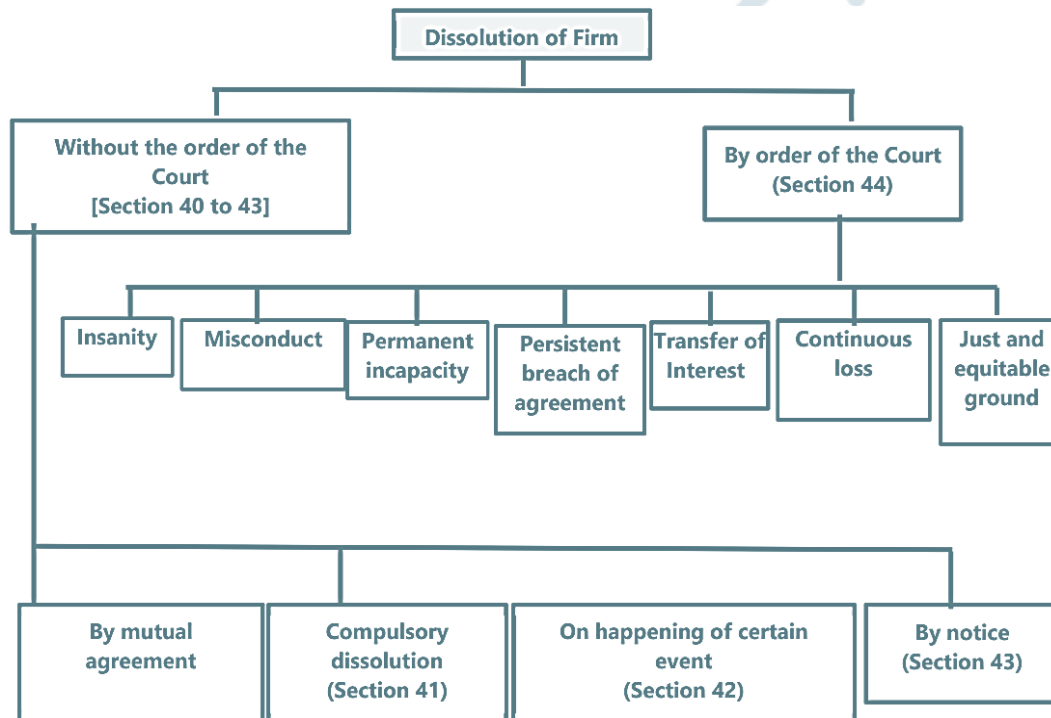 Dissolution of Firm
Without the order of the
Court
[Section 40 to 43]
By order of the Court
(Section 44)
Insanity
Misconduct
Permanent
incapacity
Persistent
breach of
agreement
Transfer of
Interest
Continuous
loss
Just and
equitable
ground
By mutual
agreement
Compulsory
dissolution
(Section 41)
On happening of certain
event
(Section 42)
By notice
(Section 43)